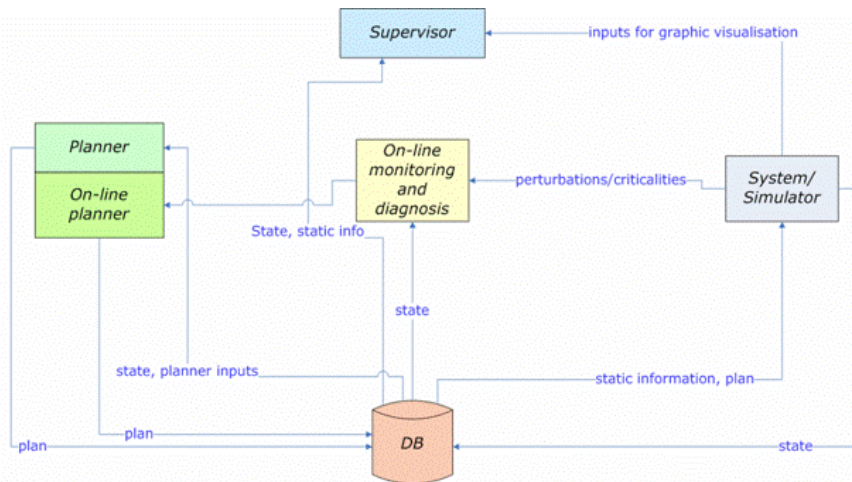 Supervisor
inputs for graphic visualisation
Planner
On-line
planner
On-line
monitoring
and
diagnosis
perturbations/criticalities
System/
Simulator
State, static info
state
state, planner inputs
static information, plan
plan
plan
DB
state